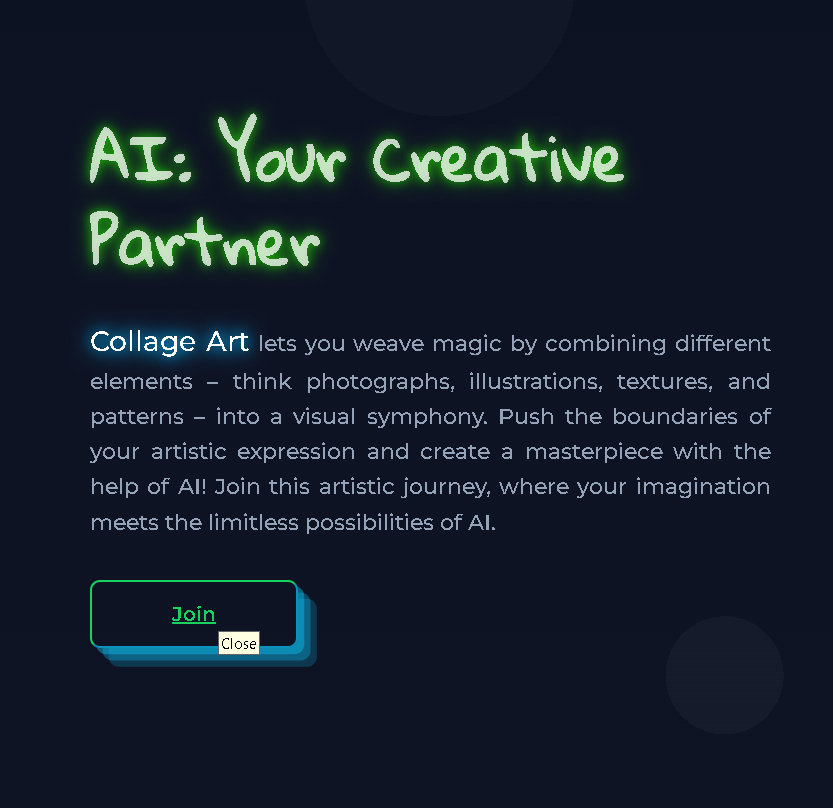 AI: Your Creative
Partner
Collage Art lets you weave magic by combining different
elements – think photographs, illustrations, textures, and
patterns – into a visual symphony. Push the boundaries of
your artistic expression and create a masterpiece with the
help of AI! Join this artistic journey, where your imagination
meets the limitless possibilities of AI.
Join
Close